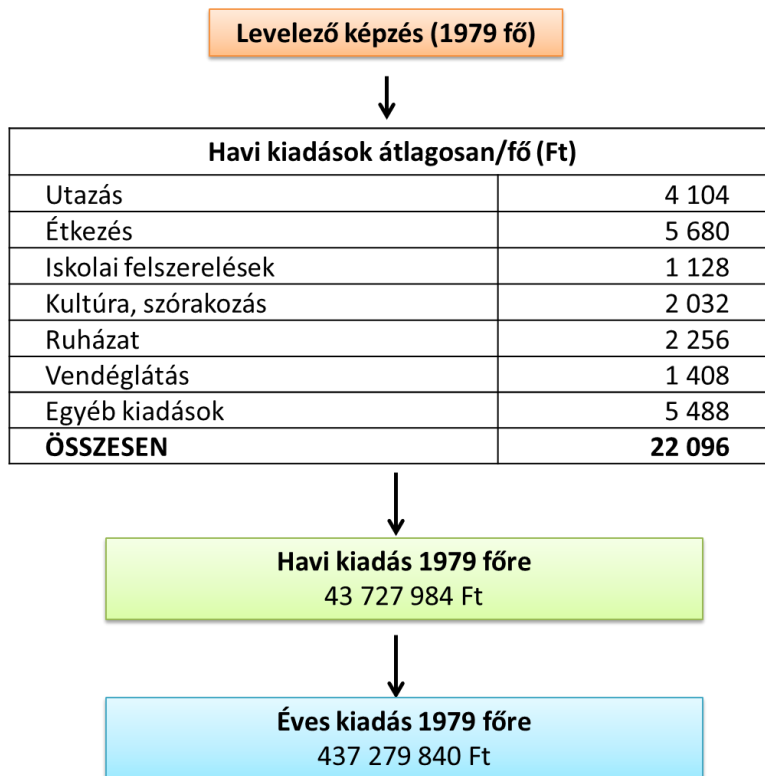 Levelező képzés (1979 fő)
Havi kiadások átlagosan/fő (Ft)
Utazás 4 104
Étkezés 5 680
Iskolai felszerelések 1 128
Kultúra, szórakozás 2 032
Ruházat 2 256
Vendéglátás 1 408
Egyéb kiadások 5 488
ÖSSZESEN 22 096
Havi kiadás 1979 főre
43 727 984 Ft
Éves kiadás 1979 főre
437 279 840 Ft